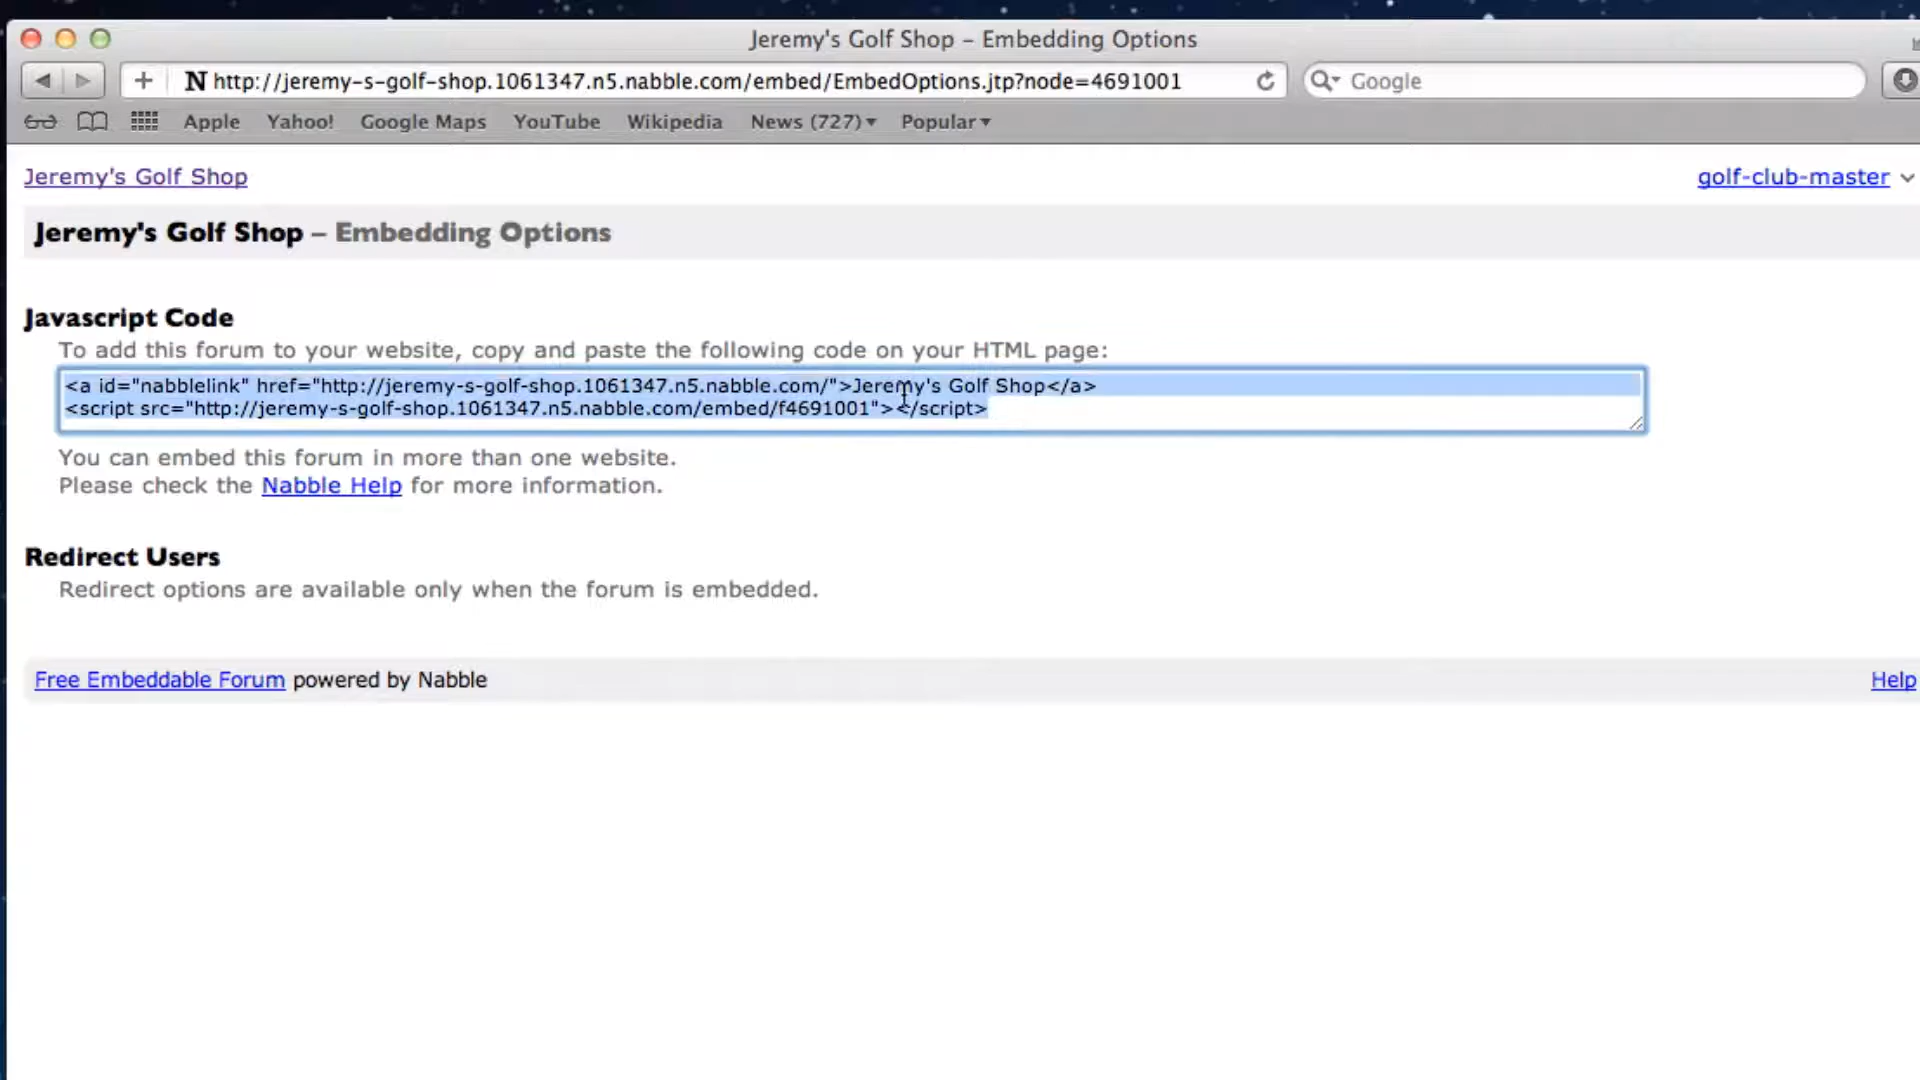 Jeremy's Golf Shop – Embedding Options
N http://jeremy-s-golf-shop.1061347.n5.nabble.com/embed/EmbedOptions.jtp?node=4691001
Google
Apple Yahoo! Google Maps YouTube Wikipedia News (727) Popular
Jeremy's Golf Shop
golf-club-master
Jeremy's Golf Shop – Embedding Options
Javascript Code
To add this forum to your website, copy and paste the following code on your HTML page:
<a id="nabblelink" href="http://jeremy-s-golf-shop.1061347.n5.nabble.com/">Jeremy's Golf Shop</a>
<script src="http://jeremy-s-golf-shop.1061347.n5.nabble.com/embed/f4691001"></script>
You can embed this forum in more than one website.
Please check the Nabble Help for more information.
Redirect Users
Redirect options are available only when the forum is embedded.
Free Embeddable Forum powered by Nabble
Help